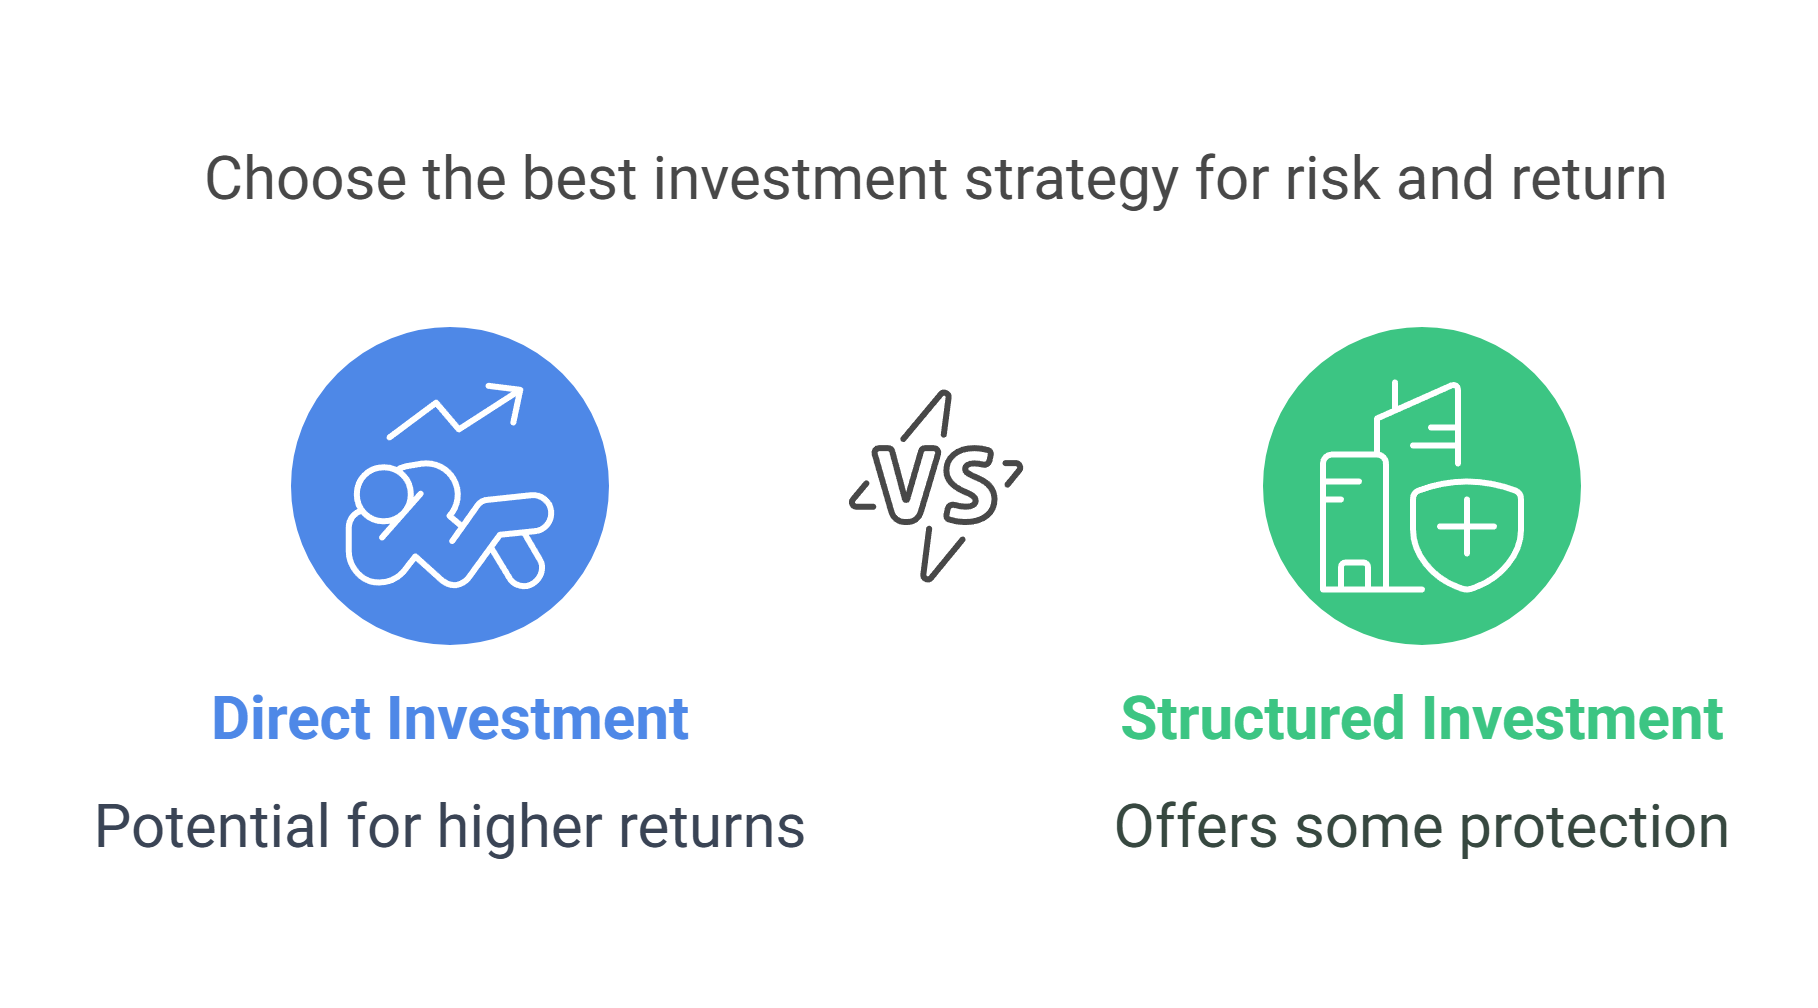 Choose the best investment strategy for risk and return
VS
Direct Investment
Structured Investment
Potential for higher returns
Offers some protection